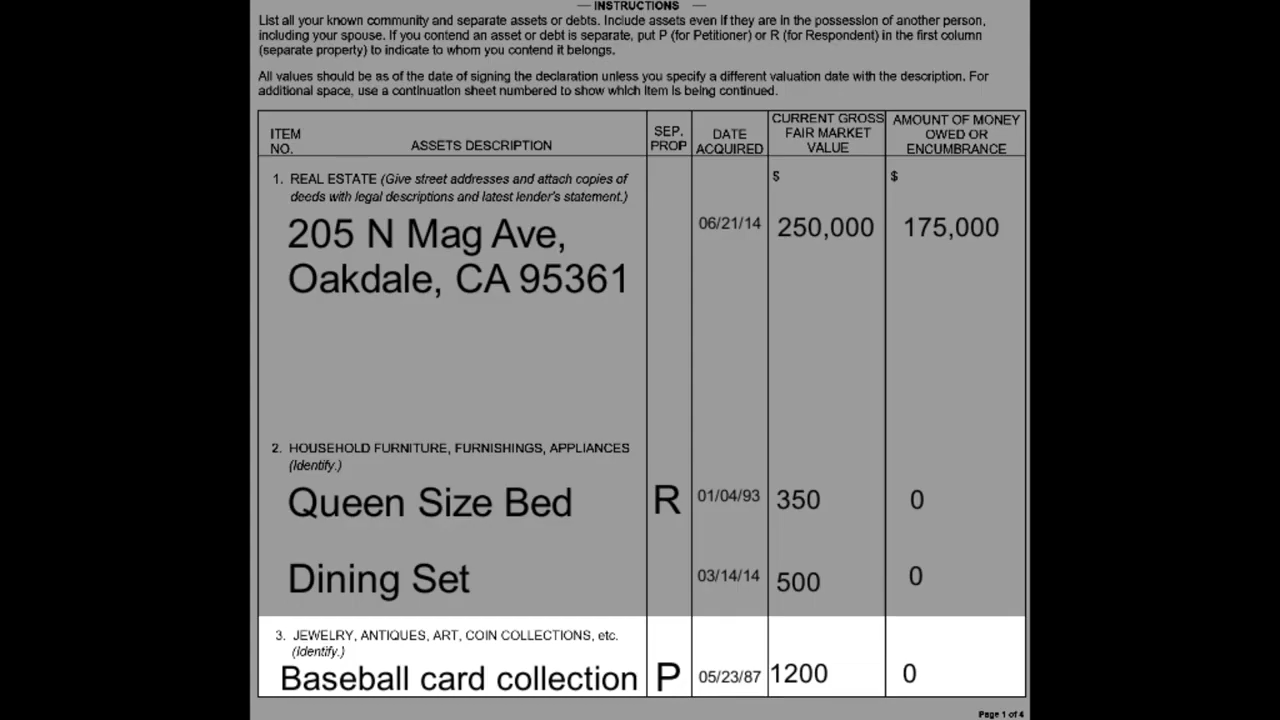 — INSTRUCTIONS —
List all your known community and separate assets or debts. Include assets even if they are in the possession of another person,
including your spouse. If you contend an asset or debt is separate, put P (for Petitioner) or R (for Respondent) in the first column
(separate property) to indicate to whom you contend it belongs.
All values should be as of the date of signing the declaration unless you specify a different valuation date with the description. For
additional space, use a continuation sheet numbered to show which item is being continued.
ITEM NO.
ASSETS DESCRIPTION
SEP. PROP
DATE ACQUIRED
CURRENT GROSS FAIR MARKET VALUE
AMOUNT OF MONEY OWED OR ENCUMBRANCE
1. REAL ESTATE (Give street addresses and attach copies of
deeds with legal descriptions and latest lender's statement.)
$ $
205 N Mag Ave, 06/21/14 250,000 175,000
Oakdale, CA 95361
2. HOUSEHOLD FURNITURE, FURNISHINGS, APPLIANCES
(Identify.)
Queen Size Bed R 01/04/93 350 0
Dining Set 03/14/14 500 0
3. JEWELRY, ANTIQUES, ART, COIN COLLECTIONS, etc.
(Identify.)
Baseball card collection P 05/23/87 1200 0
Page 1 of 4